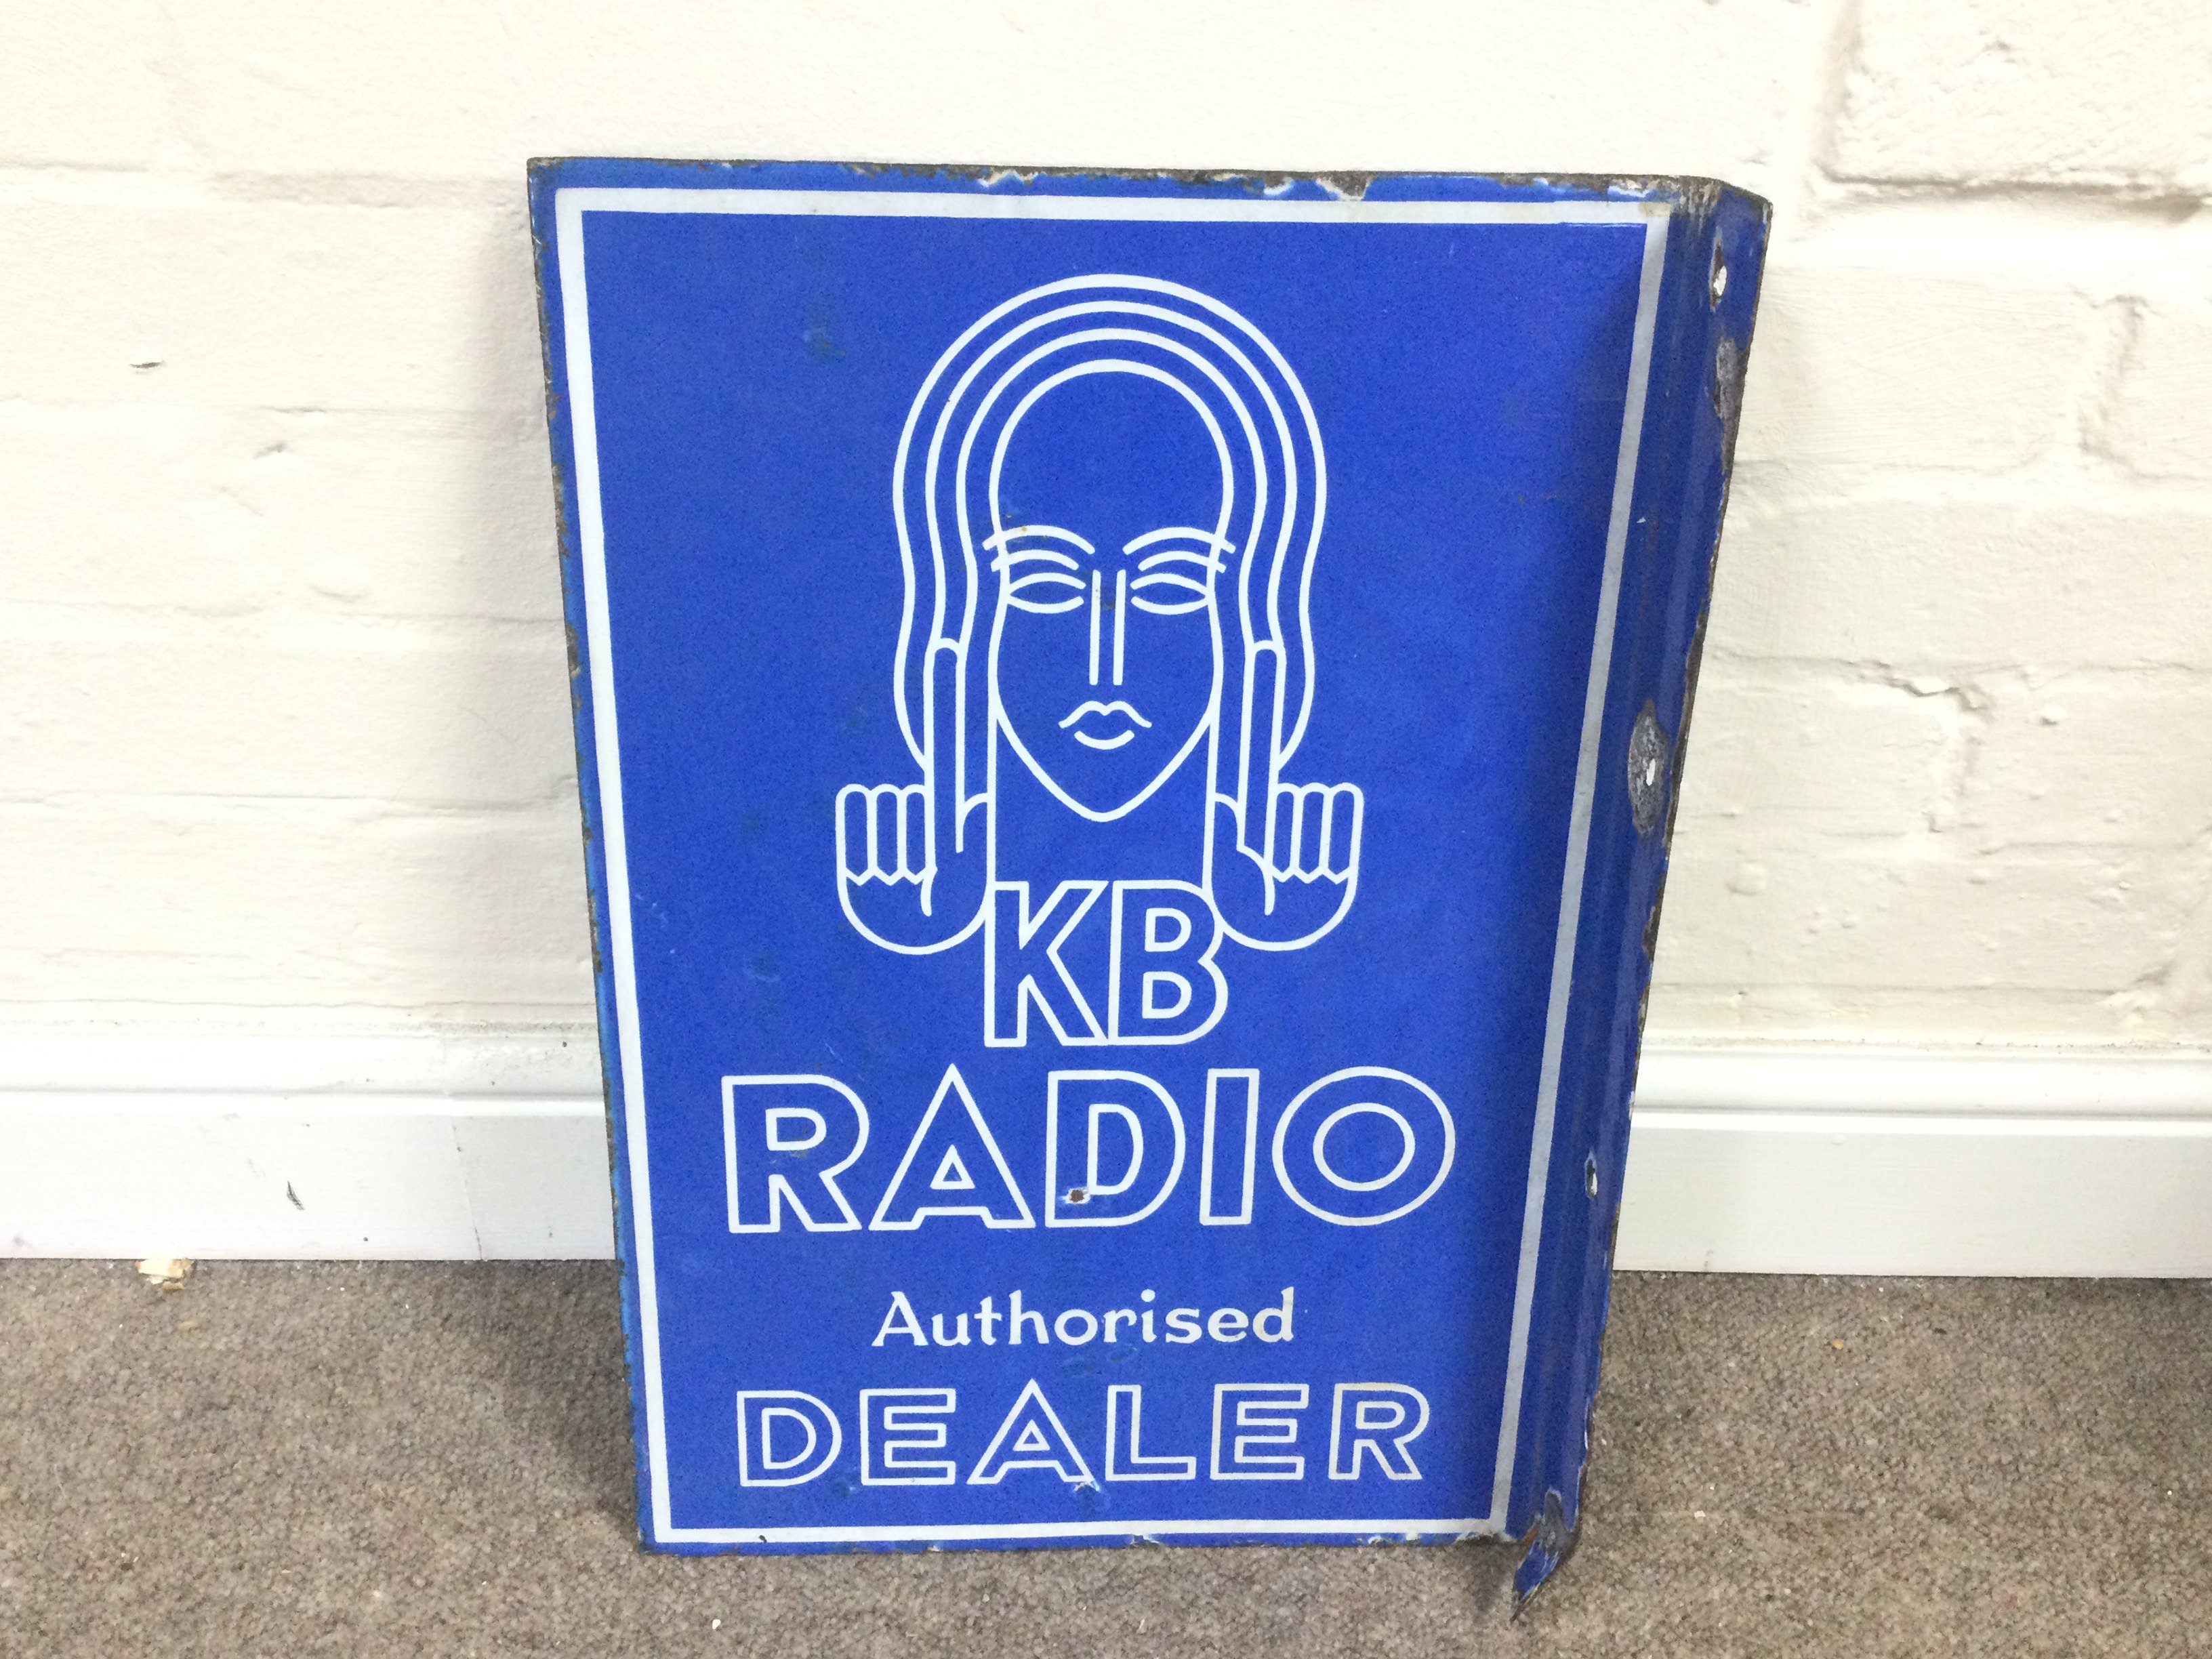 KB
RADIO
Authorised
DEALER